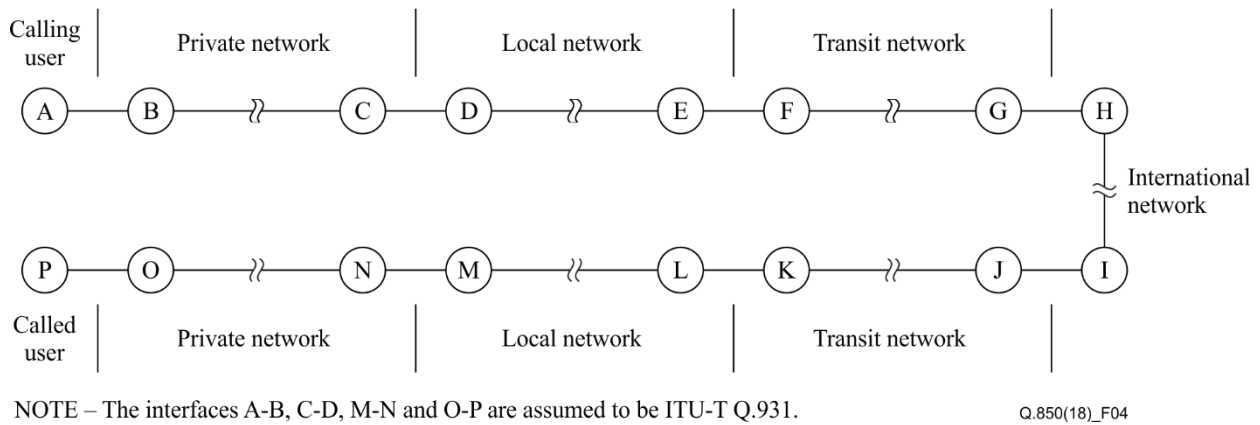 Calling
user
Private network
Local network
Transit network
A B C D E F G H
International
network
P O N M L K J I
Called
user
Private network
Local network
Transit network
NOTE – The interfaces A-B, C-D, M-N and O-P are assumed to be ITU-T Q.931.
Q.850(18)_F04